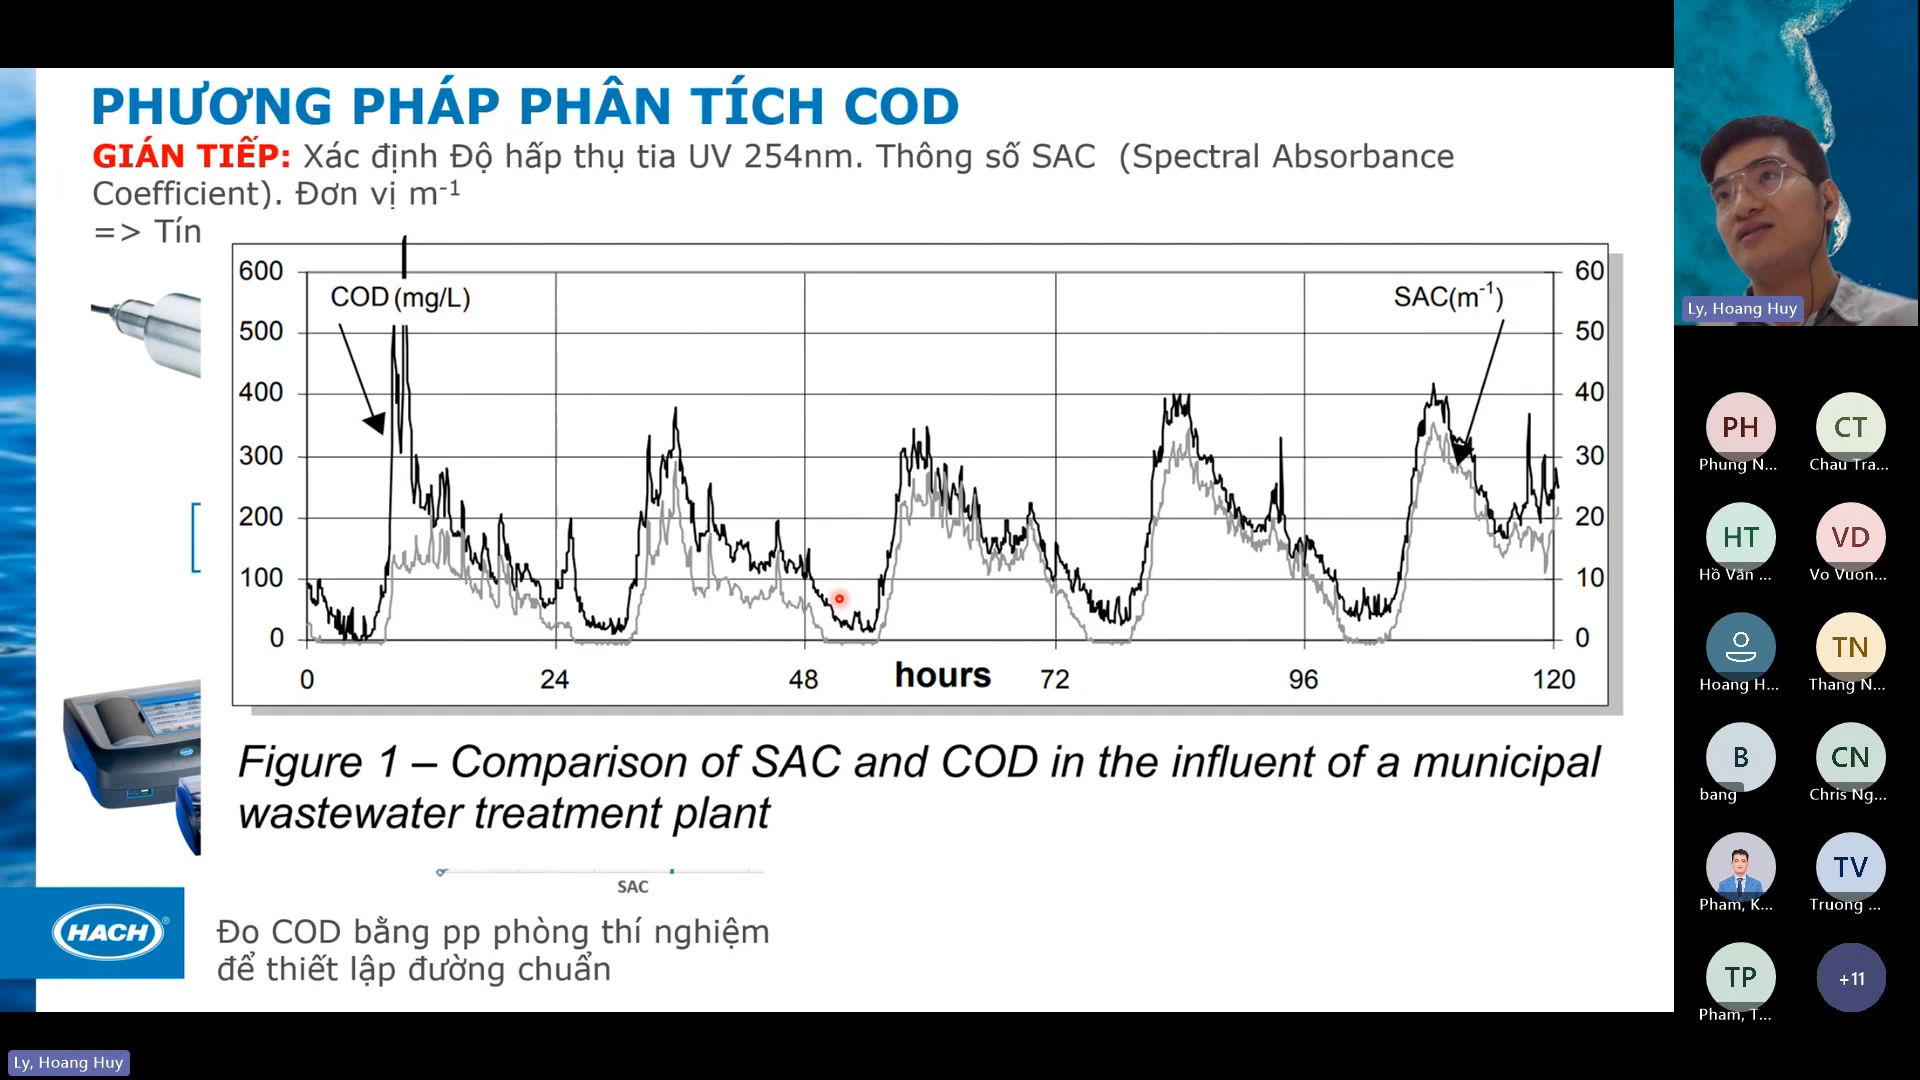 PHƯƠNG PHÁP PHÂN TÍCH COD
GIÁN TIẾP: Xác định Độ hấp thụ tia UV 254nm. Thông số SAC (Spectral Absorbance
Coefficient). Đơn vị m-1
=> Tín
600
500
400
300
200
100
0
COD (mg/L)
SAC(m-1)
60
50
40
30
20
10
0
0
24
48
hours
72
96
120
Figure 1 – Comparison of SAC and COD in the influent of a municipal
wastewater treatment plant
SAC
HACH®
Đo COD bằng pp phòng thí nghiệm
để thiết lập đường chuẩn
Ly, Hoang Huy
Ly, Hoang Huy
PH
Phung N...
CT
Chau Tra...
HT
Hồ Văn ...
VD
Vo Vuon...
Hoang H...
TN
Thang N...
B
bang
CN
Chris Ng...
Pham, K...
TV
Truong ...
TP
Pham, T...
+11